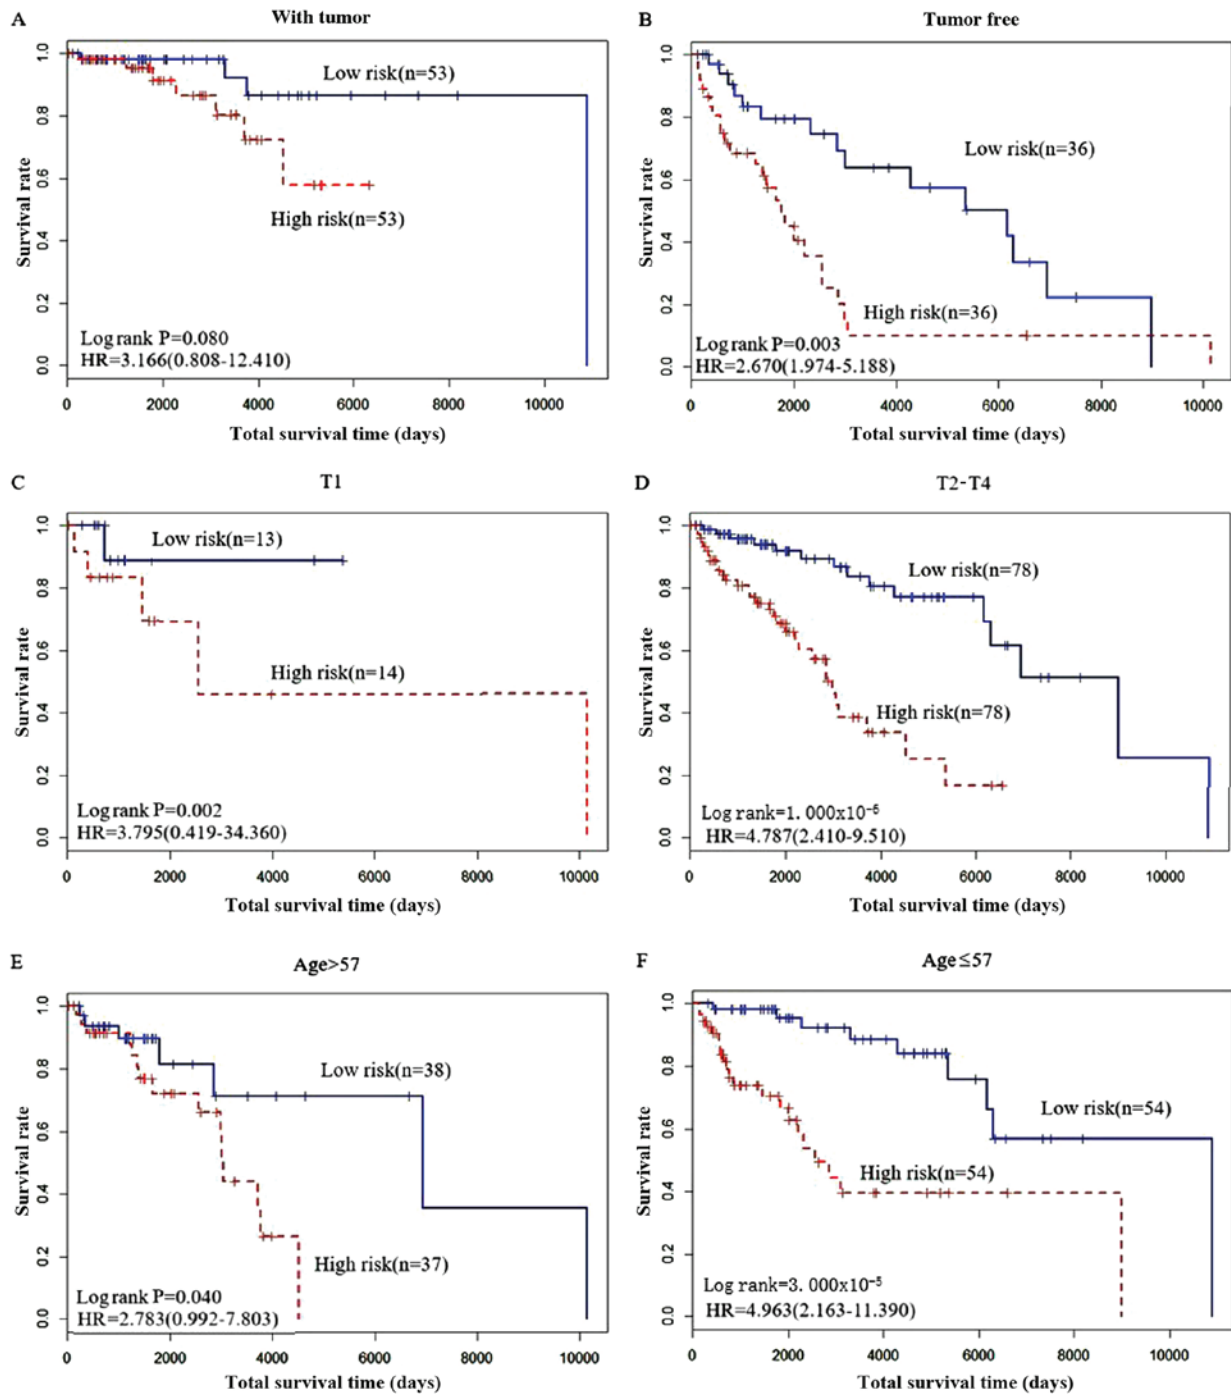 A
With tumor
Survival rate
1.0
0.8
0.6
0.4
0.2
0.0
Low risk(n=53)
High risk(n=53)
Log rank P=0.080
HR=3.166(0.808-12.410)
0 2000 4000 6000 8000 10000
Total survival time (days)
B
Tumor free
Survival rate
1.0
0.8
0.6
0.4
0.2
0.0
Low risk(n=36)
High risk(n=36)
Log rank P=0.003
HR=2.670(1.974-5.188)
0 2000 4000 6000 8000 10000
Total survival time (days)
C
T1
Survival rate
1.0
0.8
0.6
0.4
0.2
0.0
Low risk(n=13)
High risk(n=14)
Log rank P=0.002
HR=3.795(0.419-34.360)
0 2000 4000 6000 8000 10000
Total survival time (days)
D
T2-T4
Survival rate
1.0
0.8
0.6
0.4
0.2
0.0
Low risk(n=78)
High risk(n=78)
Log rank=1.000x10⁻⁶
HR=4.787(2.410-9.510)
0 2000 4000 6000 8000 10000
Total survival time (days)
E
Age>57
Survival rate
1.0
0.8
0.6
0.4
0.2
0.0
Low risk(n=38)
High risk(n=37)
Log rank P=0.040
HR=2.783(0.992-7.803)
0 2000 4000 6000 8000 10000
Total survival time (days)
F
Age≤57
Survival rate
1.0
0.8
0.6
0.4
0.2
0.0
Low risk(n=54)
High risk(n=54)
Log rank=3.000x10⁻⁵
HR=4.963(2.163-11.390)
0 2000 4000 6000 8000 10000
Total survival time (days)